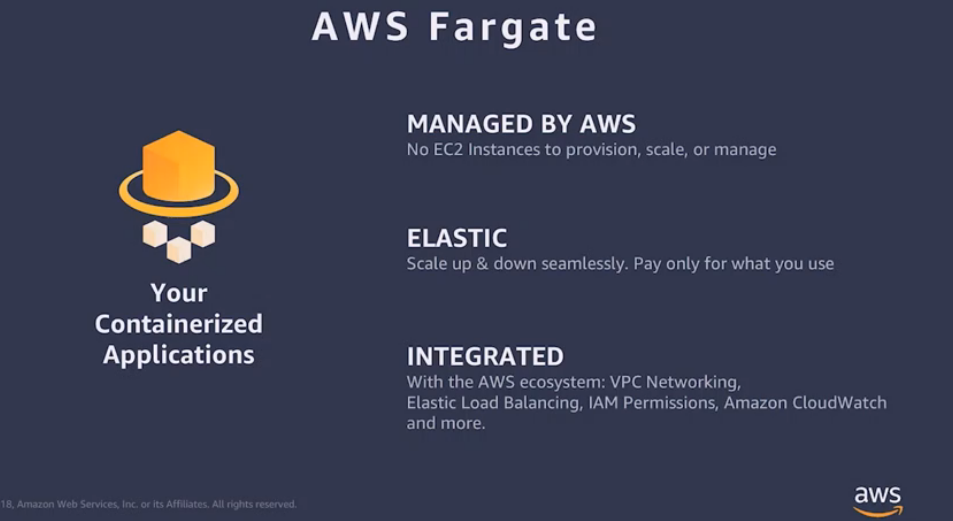 AWS Fargate
MANAGED BY AWS
No EC2 Instances to provision, scale, or manage
ELASTIC
Scale up & down seamlessly. Pay only for what you use
Your
Containerized
Applications
INTEGRATED
With the AWS ecosystem: VPC Networking,
Elastic Load Balancing, IAM Permissions, Amazon CloudWatch
and more.
18, Amazon Web Services, Inc. or its Affiliates. All rights reserved.
aws